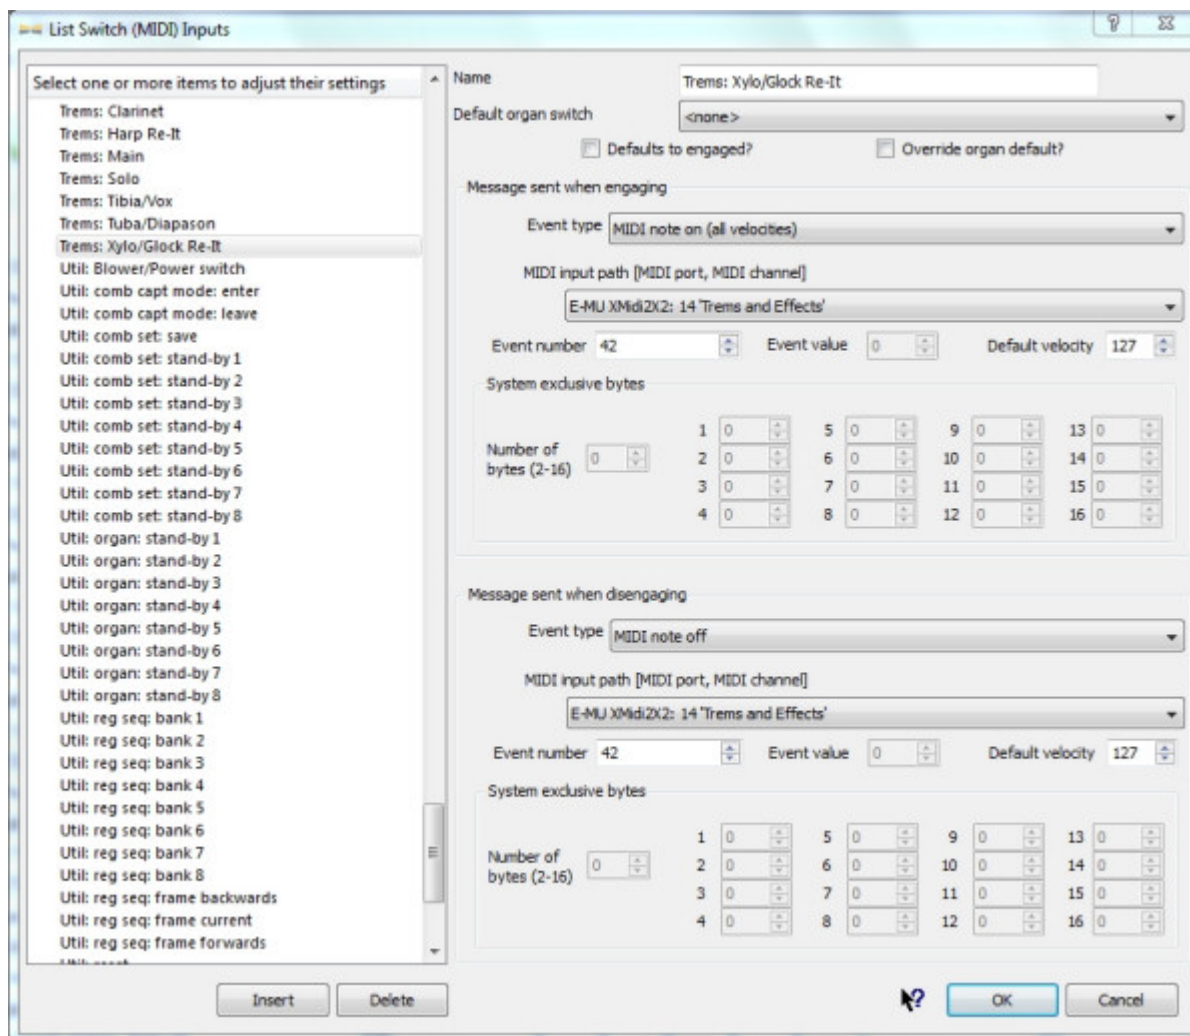 List Switch (MIDI) Inputs
?
Select one or more items to adjust their settings
Trems: Clarinet
Trems: Harp Re-It
Trems: Main
Trems: Solo
Trems: Tibia/Vox
Trems: Tuba/Diapason
Trems: Xylo/Glock Re-It
Util: Blower/Power switch
Util: comb capt mode: enter
Util: comb capt mode: leave
Util: comb set: save
Util: comb set: stand-by 1
Util: comb set: stand-by 2
Util: comb set: stand-by 3
Util: comb set: stand-by 4
Util: comb set: stand-by 5
Util: comb set: stand-by 6
Util: comb set: stand-by 7
Util: comb set: stand-by 8
Util: organ: stand-by 1
Util: organ: stand-by 2
Util: organ: stand-by 3
Util: organ: stand-by 4
Util: organ: stand-by 5
Util: organ: stand-by 6
Util: organ: stand-by 7
Util: organ: stand-by 8
Util: reg seq: bank 1
Util: reg seq: bank 2
Util: reg seq: bank 3
Util: reg seq: bank 4
Util: reg seq: bank 5
Util: reg seq: bank 6
Util: reg seq: bank 7
Util: reg seq: bank 8
Util: reg seq: frame backwards
Util: reg seq: frame current
Util: reg seq: frame forwards
Insert Delete
Name Trems: Xylo/Glock Re-It
Default organ switch <none>
Defaults to engaged? Override organ default?
Message sent when engaging
Event type MIDI note on (all velocities)
MIDI input path [MIDI port, MIDI channel]
E-MU XMidi2X2: 14 'Trems and Effects'
Event number 42 Event value 0 Default velocity 127
System exclusive bytes
Number of bytes (2-16) 0
1 0 5 0 9 0 13 0
2 0 6 0 10 0 14 0
3 0 7 0 11 0 15 0
4 0 8 0 12 0 16 0
Message sent when disengaging
Event type MIDI note off
MIDI input path [MIDI port, MIDI channel]
E-MU XMidi2X2: 14 'Trems and Effects'
Event number 42 Event value 0 Default velocity 127
System exclusive bytes
Number of bytes (2-16) 0
1 0 5 0 9 0 13 0
2 0 6 0 10 0 14 0
3 0 7 0 11 0 15 0
4 0 8 0 12 0 16 0
? OK Cancel